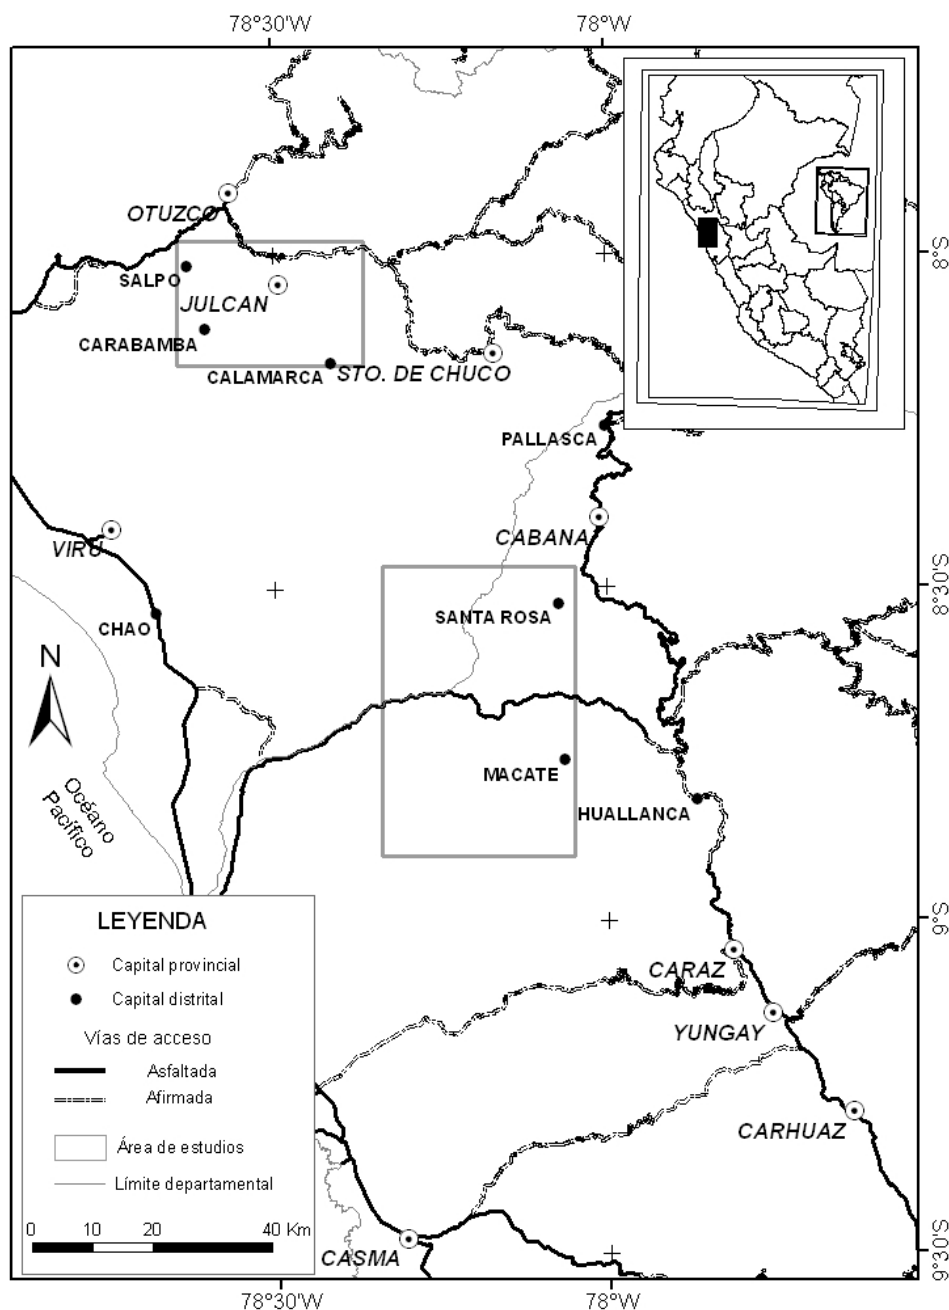 78°30'W 78°W
OTUZCO
SALPO
JULCAN
CARABAMBA
CALAMARCA STO. DE CHUCO
8°S
PALLASCA
CABANA
VIRU
CHAO
SANTA ROSA
8°30'S
N
MACATE
HUALLANCA
Océano
Pacífico
9°S
CARAZ
YUNGAY
CARHUAZ
CASMA
9°30'S
LEYENDA
Capital provincial
Capital distrital
Vías de acceso
Asfaltada
Afirmada
Área de estudios
Límite departamental
0 10 20 40 Km
78°30'W 78°W